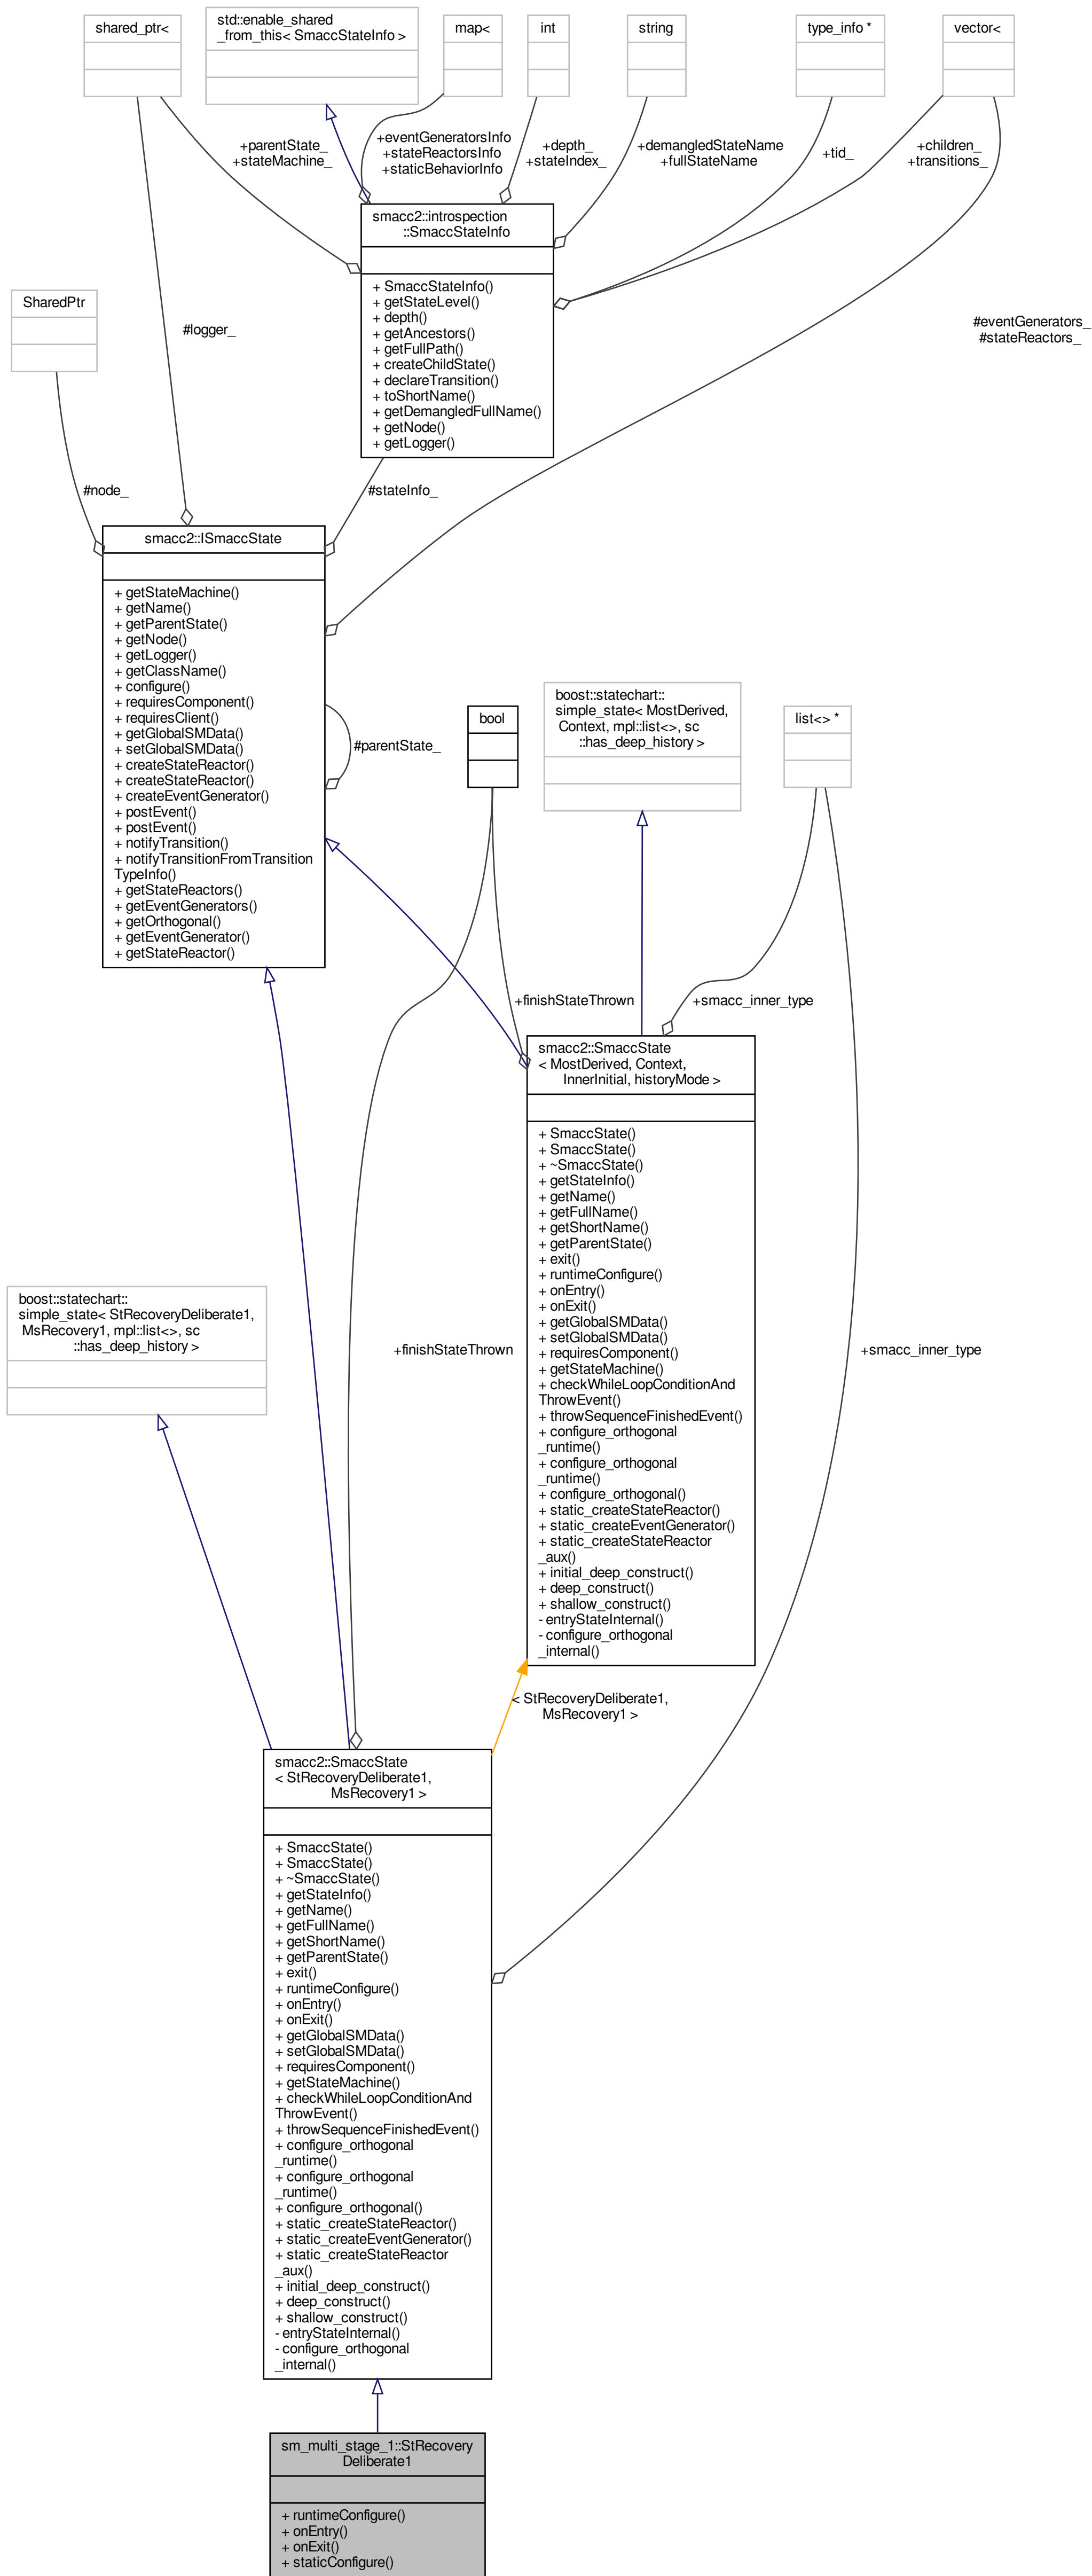 shared_ptr<
std::enable_shared
_from_this< SmaccStateInfo >
map<
int
string
type_info *
vector<
+parentState_
+stateMachine_
+eventGeneratorsInfo
+stateReactorsInfo
+staticBehaviorInfo
+depth_
+stateIndex_
+demangledStateName
+fullStateName
+tid_
+children_
+transitions_
smacc2::introspection
::SmaccStateInfo
+ SmaccStateInfo()
+ getStateLevel()
+ depth()
+ getAncestors()
+ getFullPath()
+ createChildState()
+ declareTransition()
+ toShortName()
+ getDemangledFullName()
+ getNode()
+ getLogger()
SharedPtr
#logger_
#eventGenerators_
#stateReactors_
#node_
#stateInfo_
smacc2::ISmaccState
+ getStateMachine()
+ getName()
+ getParentState()
+ getNode()
+ getLogger()
+ getClassName()
+ configure()
+ requiresComponent()
+ requiresClient()
+ getGlobalSMData()
+ setGlobalSMData()
+ createStateReactor()
+ createStateReactor()
+ createEventGenerator()
+ postEvent()
+ postEvent()
+ notifyTransition()
+ notifyTransitionFromTransition
TypeInfo()
+ getStateReactors()
+ getEventGenerators()
+ getOrthogonal()
+ getEventGenerator()
+ getStateReactor()
#parentState_
bool
boost::statechart::
simple_state< MostDerived,
Context, mpl::list<>, sc
::has_deep_history >
list<> *
+finishStateThrown
+smacc_inner_type
smacc2::SmaccState
< MostDerived, Context,
InnerInitial, historyMode >
+ SmaccState()
+ SmaccState()
+ ~SmaccState()
+ getStateInfo()
+ getName()
+ getFullName()
+ getShortName()
+ getParentState()
+ exit()
+ runtimeConfigure()
+ onEntry()
+ onExit()
+ getGlobalSMData()
+ setGlobalSMData()
+ requiresComponent()
+ getStateMachine()
+ checkWhileLoopConditionAnd
ThrowEvent()
+ throwSequenceFinishedEvent()
+ configure_orthogonal
_runtime()
+ configure_orthogonal
_runtime()
+ configure_orthogonal()
+ static_createStateReactor()
+ static_createEventGenerator()
+ static_createStateReactor
_aux()
+ initial_deep_construct()
+ deep_construct()
+ shallow_construct()
- entryStateInternal()
- configure_orthogonal
_internal()
boost::statechart::
simple_state< StRecoveryDeliberate1,
MsRecovery1, mpl::list<>, sc
::has_deep_history >
+finishStateThrown
+smacc_inner_type
< StRecoveryDeliberate1,
MsRecovery1 >
smacc2::SmaccState
< StRecoveryDeliberate1,
MsRecovery1 >
+ SmaccState()
+ SmaccState()
+ ~SmaccState()
+ getStateInfo()
+ getName()
+ getFullName()
+ getShortName()
+ getParentState()
+ exit()
+ runtimeConfigure()
+ onEntry()
+ onExit()
+ getGlobalSMData()
+ setGlobalSMData()
+ requiresComponent()
+ getStateMachine()
+ checkWhileLoopConditionAnd
ThrowEvent()
+ throwSequenceFinishedEvent()
+ configure_orthogonal
_runtime()
+ configure_orthogonal
_runtime()
+ configure_orthogonal()
+ static_createStateReactor()
+ static_createEventGenerator()
+ static_createStateReactor
_aux()
+ initial_deep_construct()
+ deep_construct()
+ shallow_construct()
- entryStateInternal()
- configure_orthogonal
_internal()
sm_multi_stage_1::StRecovery
Deliberate1
+ runtimeConfigure()
+ onEntry()
+ onExit()
+ staticConfigure()